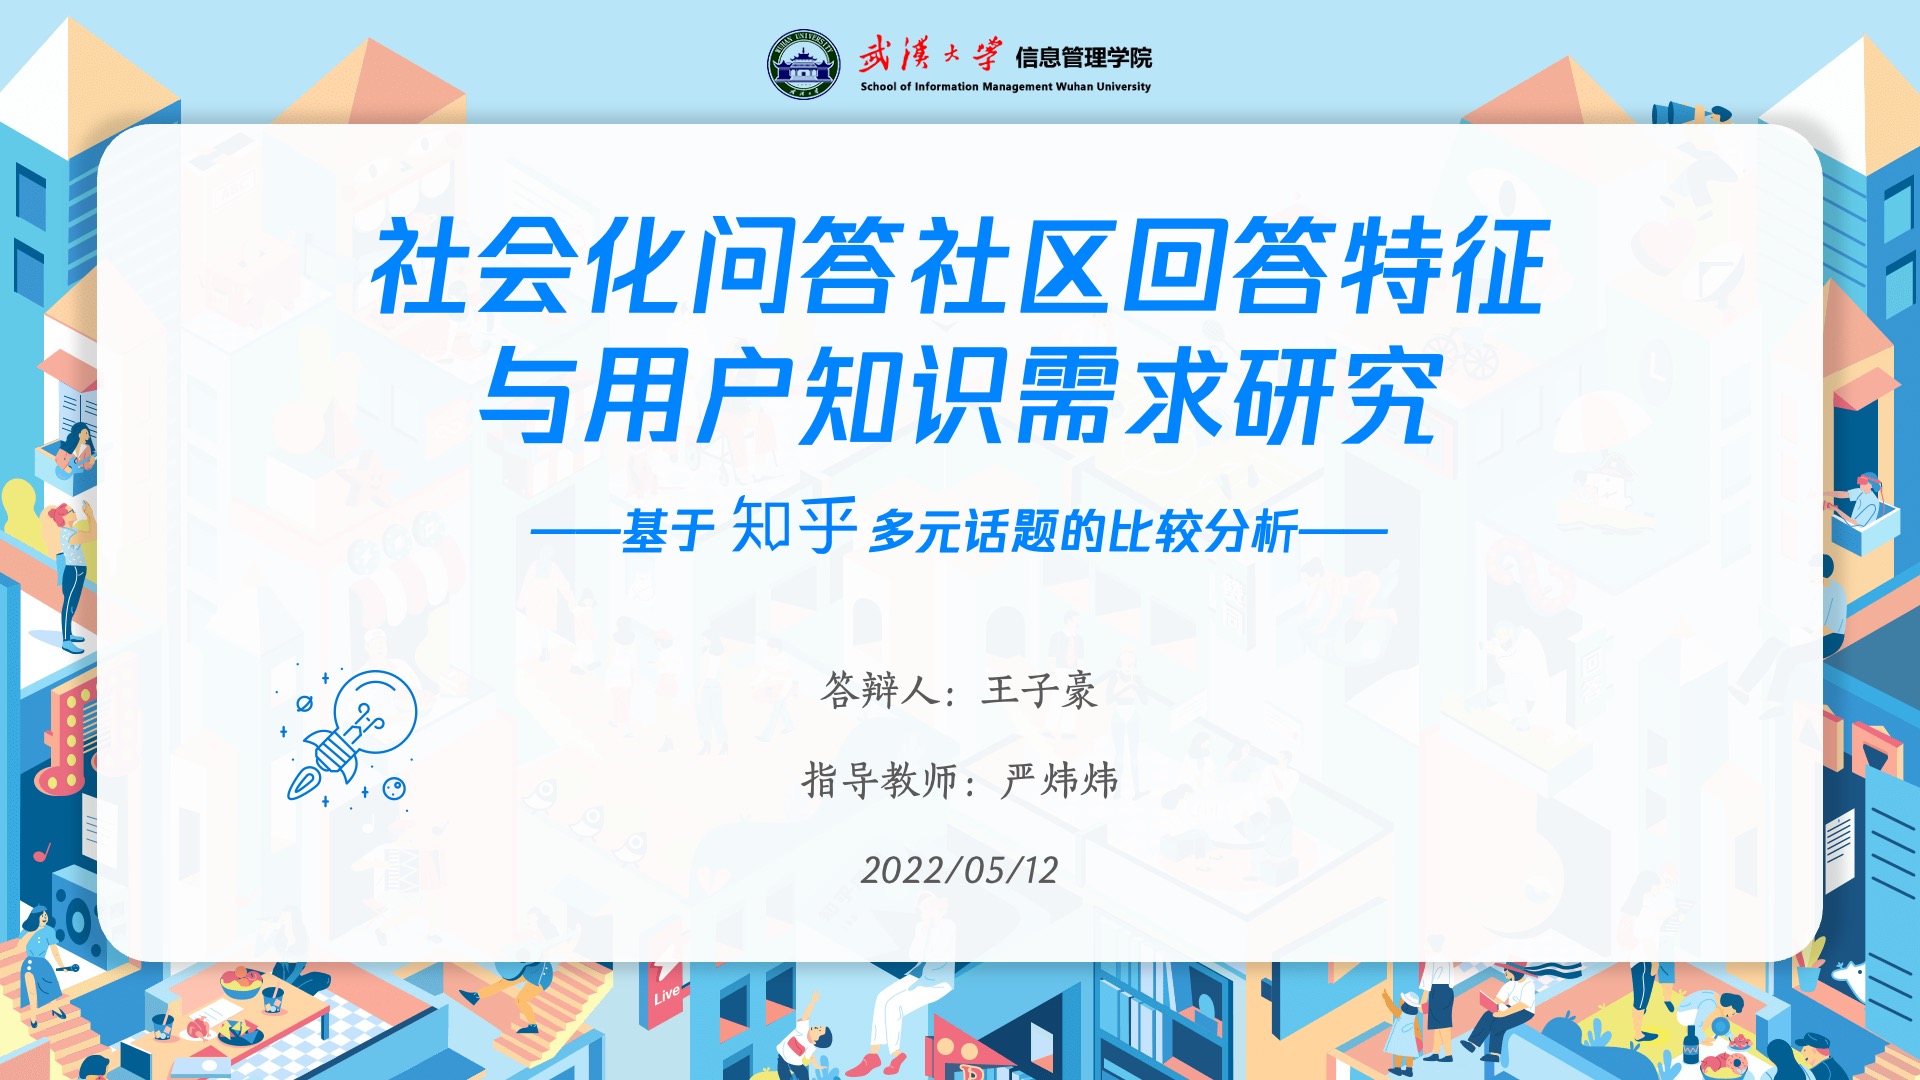 武汉大学 信息管理学院
School of Information Management Wuhan University
社会化问答社区回答特征
与用户知识需求研究
——基于 知乎 多元话题的比较分析——
答辩人：王子豪
指导教师：严炜炜
2022/05/12
Live